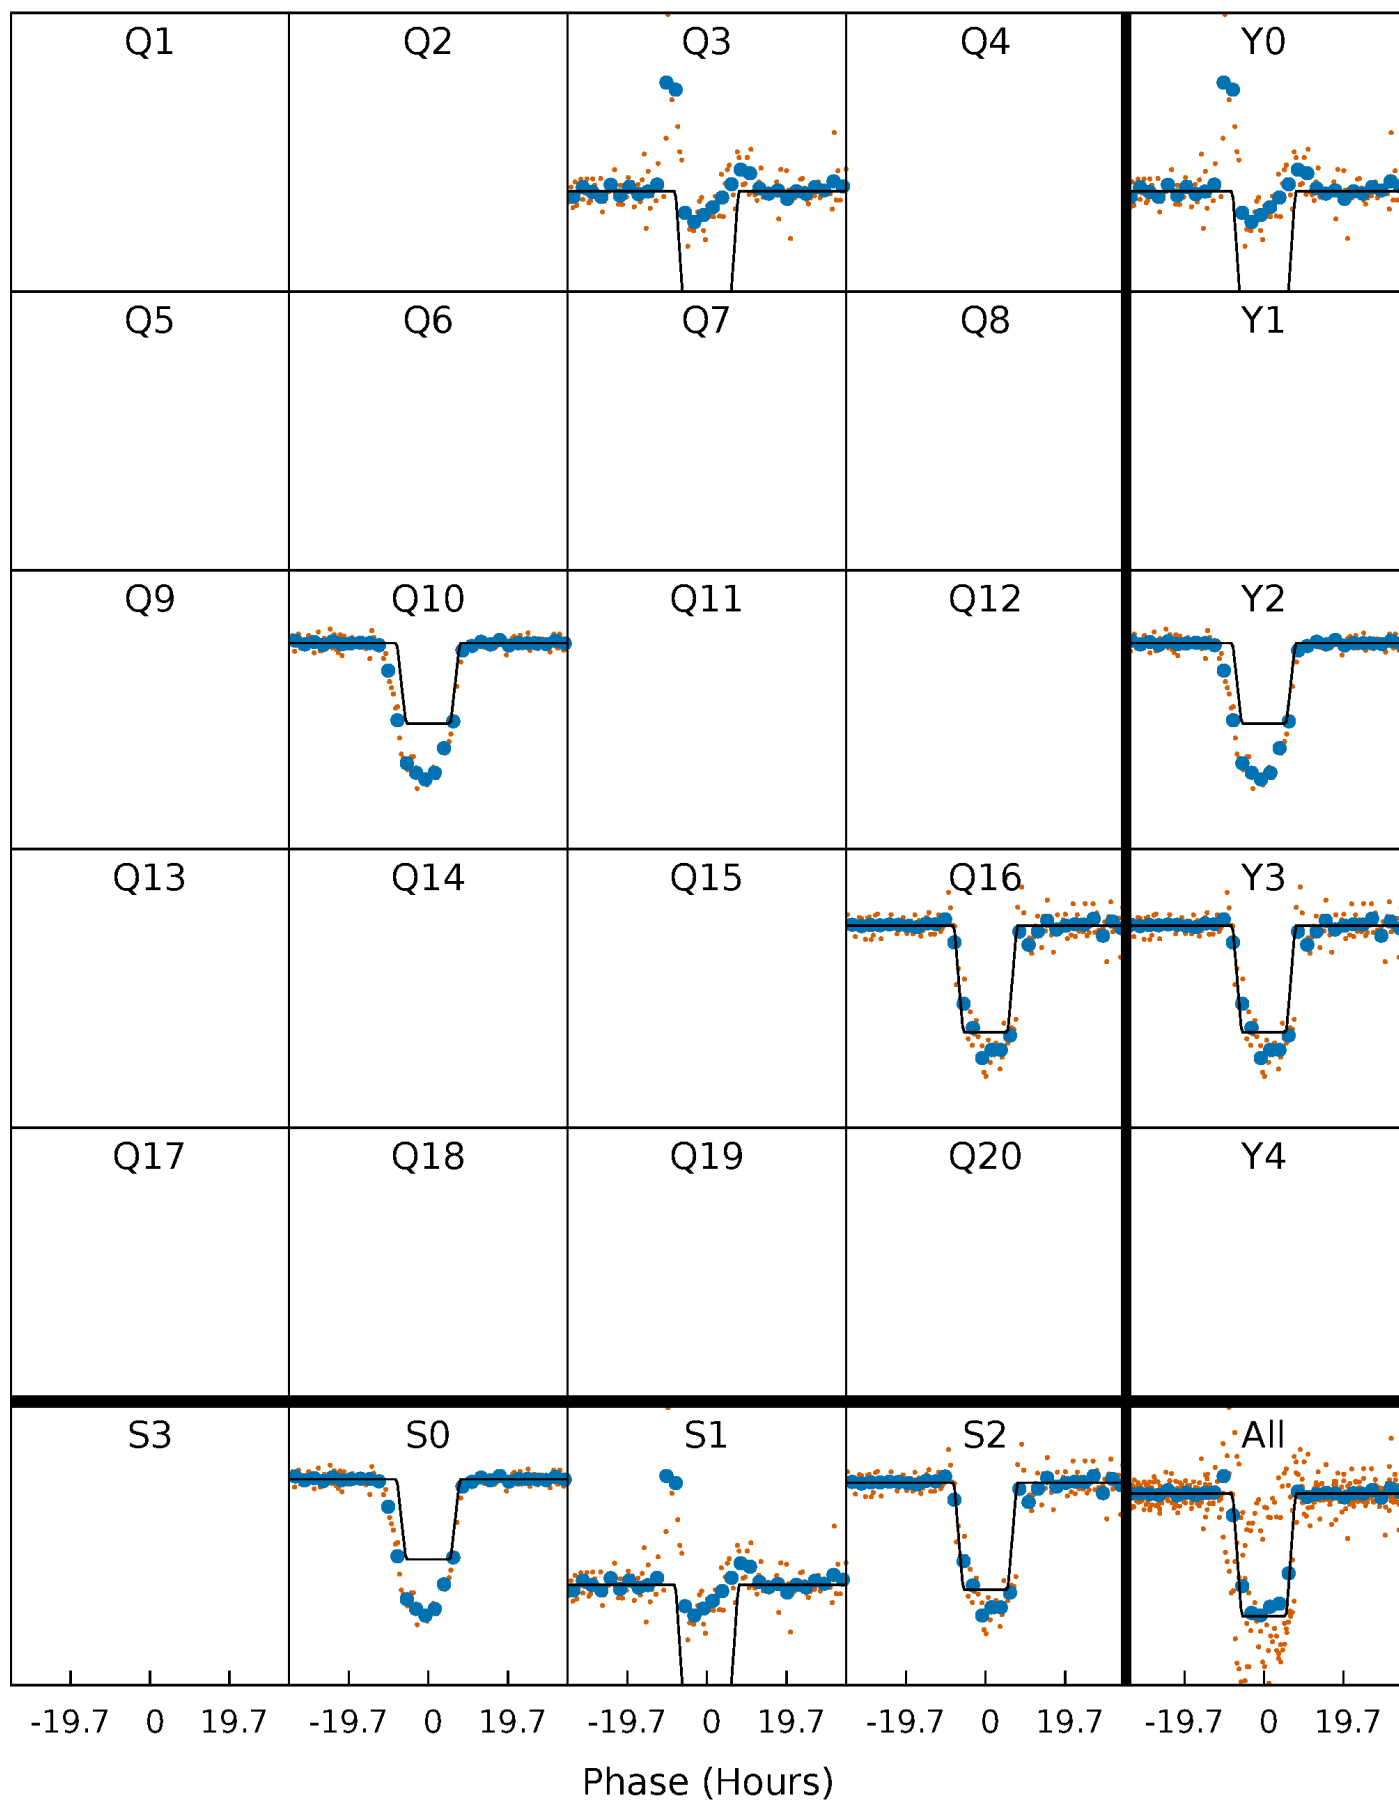 Q1 Q2 Q3 Q4 Y0
Q5 Q6 Q7 Q8 Y1
Q9 Q10 Q11 Q12 Y2
Q13 Q14 Q15 Q16 Y3
Q17 Q18 Q19 Q20 Y4
S3 S0 S1 S2 All
-19.7 0 19.7 -19.7 0 19.7 -19.7 0 19.7 -19.7 0 19.7 -19.7 0 19.7
Phase (Hours)